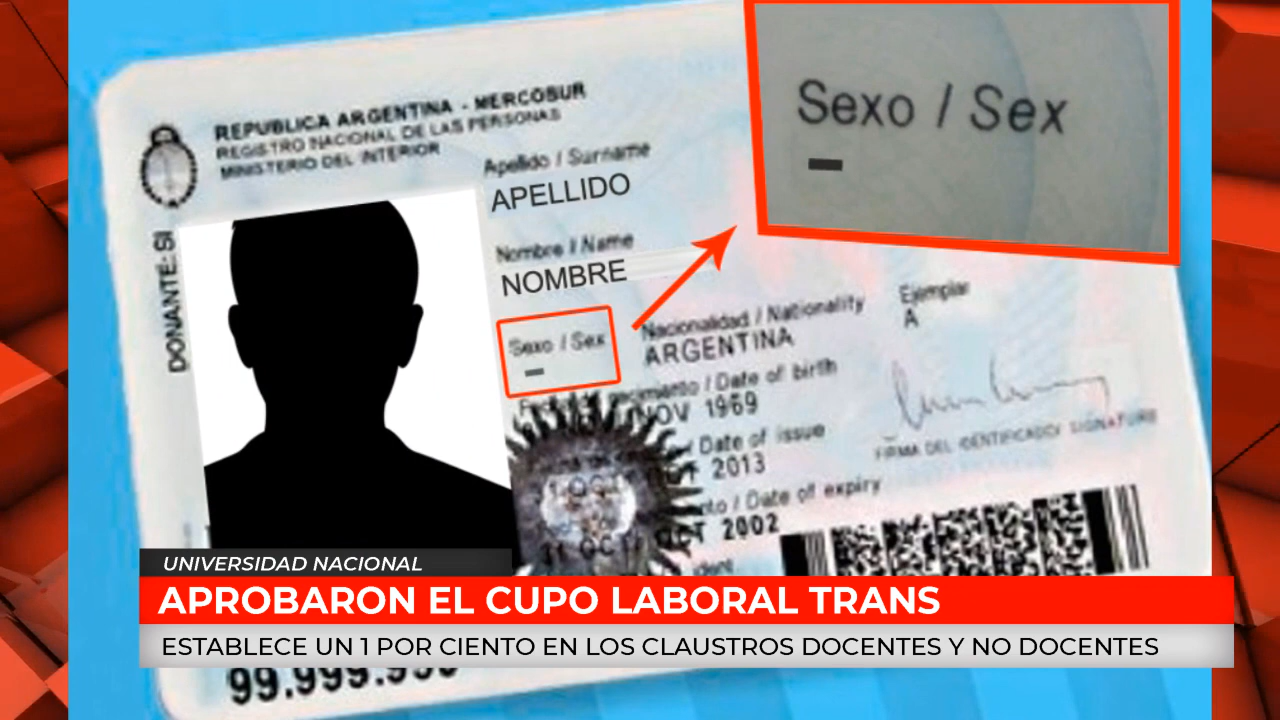 REPUBLICA ARGENTINA - MERCOSUR
REGISTRO NACIONAL DE LAS PERSONAS
MINISTERIO DEL INTERIOR
Apellido / Surname
APELLIDO
Nombre / Name
NOMBRE
Sexo / Sex
-
Nacionalidad / Nationality
ARGENTINA
Ejemplar
A
Date of birth
NOV 1969
Date of issue
2013
Date of expiry
2002
FIRMA DEL IDENTIFICADO/ SIGNATURE
DONANTE: SI
Sexo / Sex
-
UNIVERSIDAD NACIONAL
APROBARON EL CUPO LABORAL TRANS
ESTABLECE UN 1 POR CIENTO EN LOS CLAUSTROS DOCENTES Y NO DOCENTES